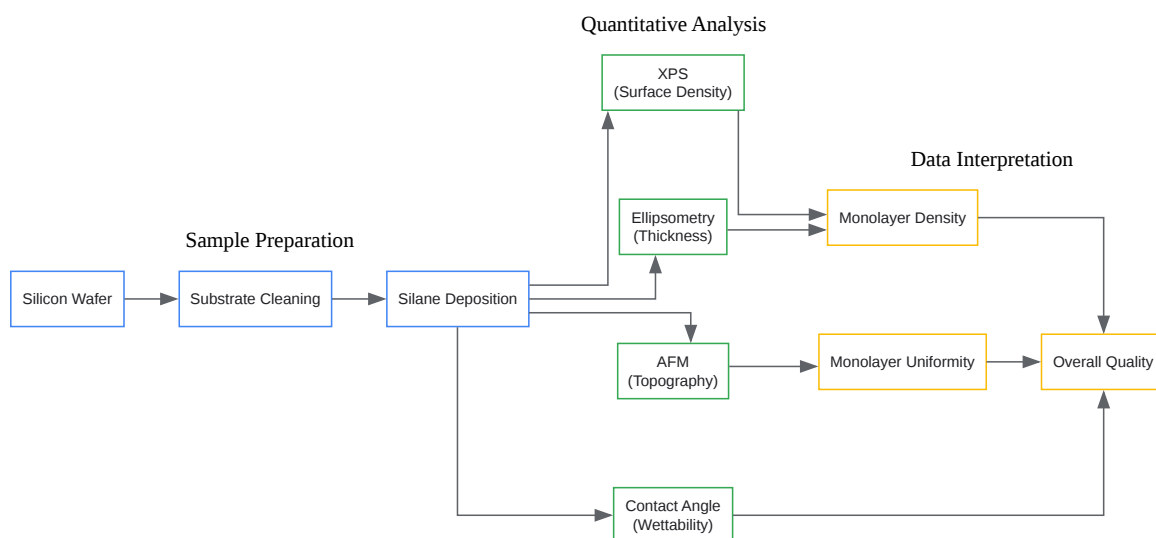 Quantitative Analysis
XPS
(Surface Density)
Data Interpretation
Ellipsometry
(Thickness)
Monolayer Density
Sample Preparation
Silicon Wafer
Substrate Cleaning
Silane Deposition
AFM
(Topography)
Monolayer Uniformity
Overall Quality
Contact Angle
(Wettability)